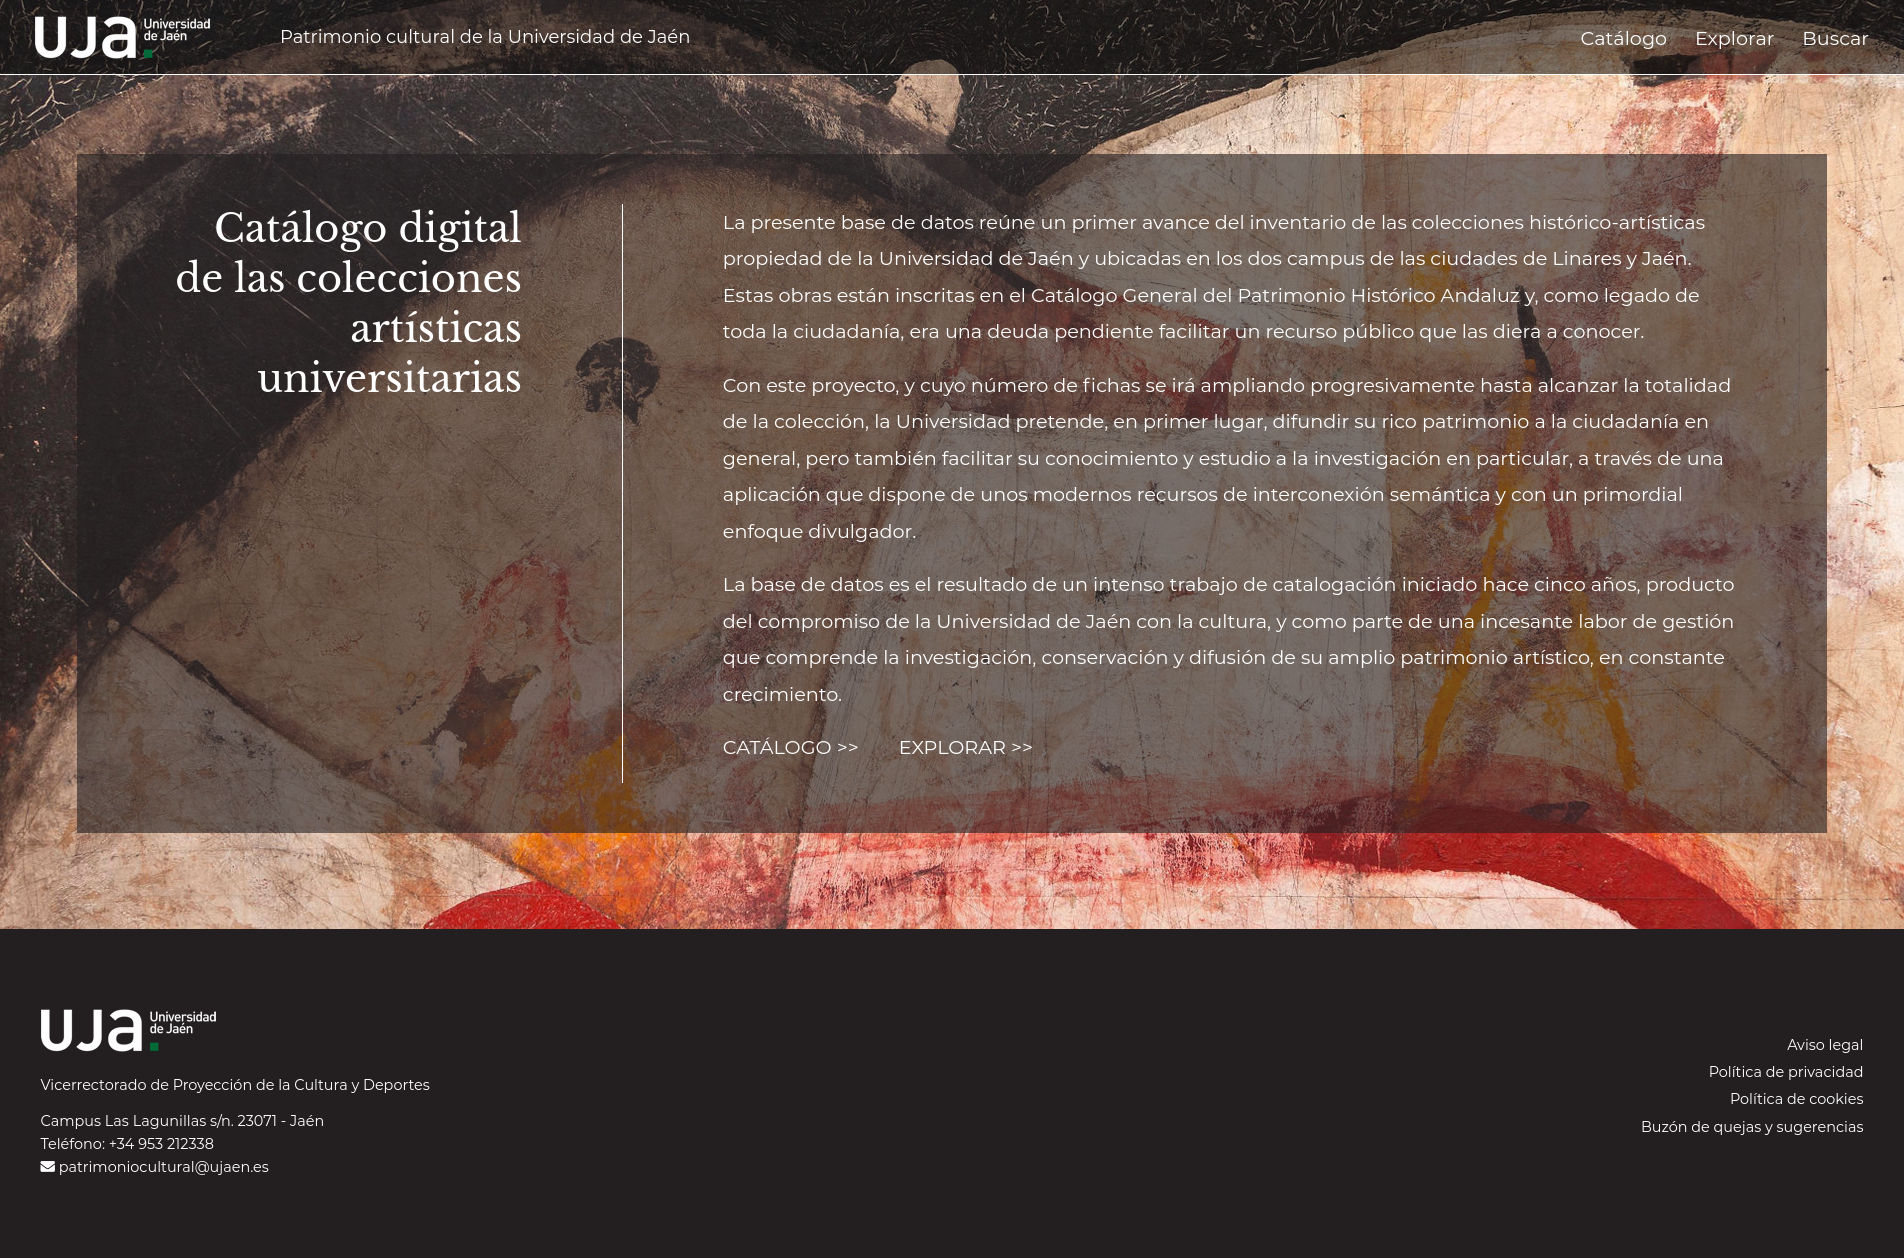 uja. Universidad
de Jaén
Patrimonio cultural de la Universidad de Jaén
Catálogo Explorar Buscar
Catálogo digital
de las colecciones
artísticas
universitarias
La presente base de datos reúne un primer avance del inventario de las colecciones histórico-artísticas
propiedad de la Universidad de Jaén y ubicadas en los dos campus de las ciudades de Linares y Jaén.
Estas obras están inscritas en el Catálogo General del Patrimonio Histórico Andaluz y, como legado de
toda la ciudadanía, era una deuda pendiente facilitar un recurso público que las diera a conocer.
Con este proyecto, y cuyo número de fichas se irá ampliando progresivamente hasta alcanzar la totalidad
de la colección, la Universidad pretende, en primer lugar, difundir su rico patrimonio a la ciudadanía en
general, pero también facilitar su conocimiento y estudio a la investigación en particular, a través de una
aplicación que dispone de unos modernos recursos de interconexión semántica y con un primordial
enfoque divulgador.
La base de datos es el resultado de un intenso trabajo de catalogación iniciado hace cinco años, producto
del compromiso de la Universidad de Jaén con la cultura, y como parte de una incesante labor de gestión
que comprende la investigación, conservación y difusión de su amplio patrimonio artístico, en constante
crecimiento.
CATÁLOGO >> EXPLORAR >>
uja. Universidad
de Jaén
Vicerrectorado de Proyección de la Cultura y Deportes
Campus Las Lagunillas s/n. 23071 - Jaén
Teléfono: +34 953 212338
patrimoniocultural@ujaen.es
Aviso legal
Política de privacidad
Política de cookies
Buzón de quejas y sugerencias